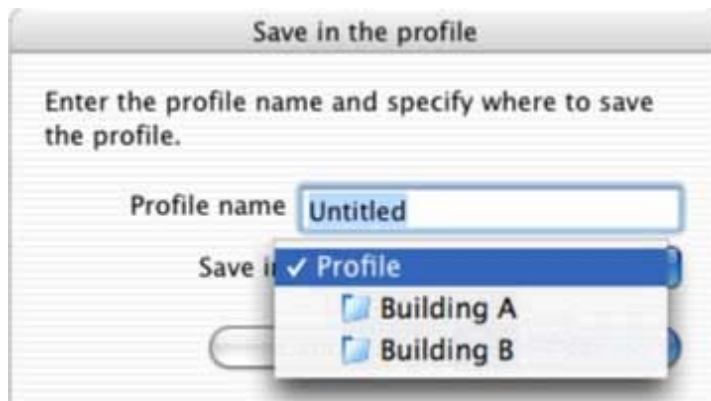 Save in the profile
Enter the profile name and specify where to save
the profile.
Profile name Untitled
Save i ✓ Profile
Building A
Building B